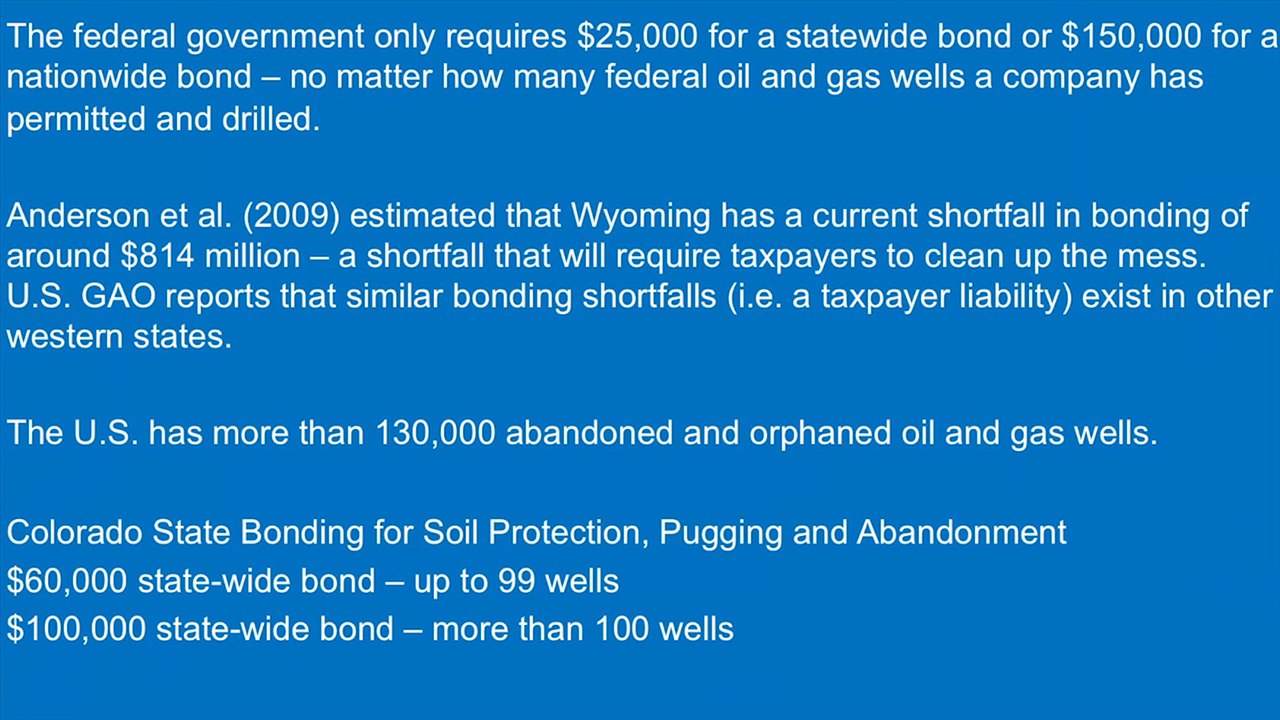 The federal government only requires $25,000 for a statewide bond or $150,000 for a
nationwide bond – no matter how many federal oil and gas wells a company has
permitted and drilled.
Anderson et al. (2009) estimated that Wyoming has a current shortfall in bonding of
around $814 million – a shortfall that will require taxpayers to clean up the mess.
U.S. GAO reports that similar bonding shortfalls (i.e. a taxpayer liability) exist in other
western states.
The U.S. has more than 130,000 abandoned and orphaned oil and gas wells.
Colorado State Bonding for Soil Protection, Pugging and Abandonment
$60,000 state-wide bond – up to 99 wells
$100,000 state-wide bond – more than 100 wells